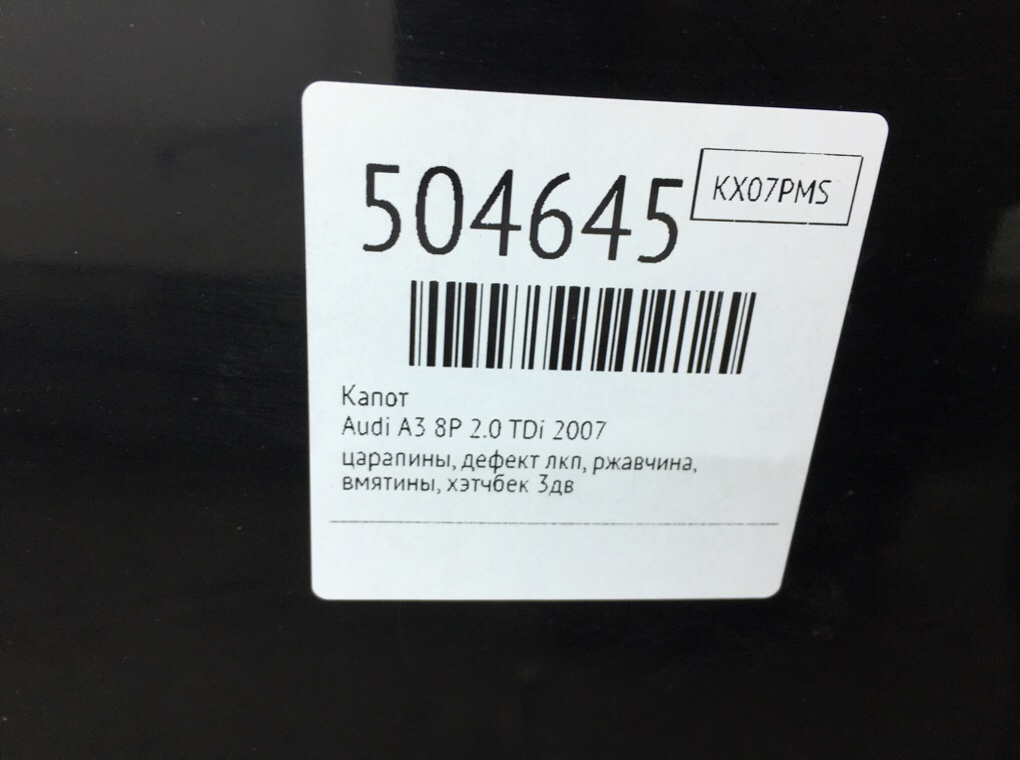 504645
KX07PMS
Капот
Audi A3 8P 2.0 TDi 2007
царапины, дефект лкп, ржавчина,
вмятины, хэтчбек 3дв